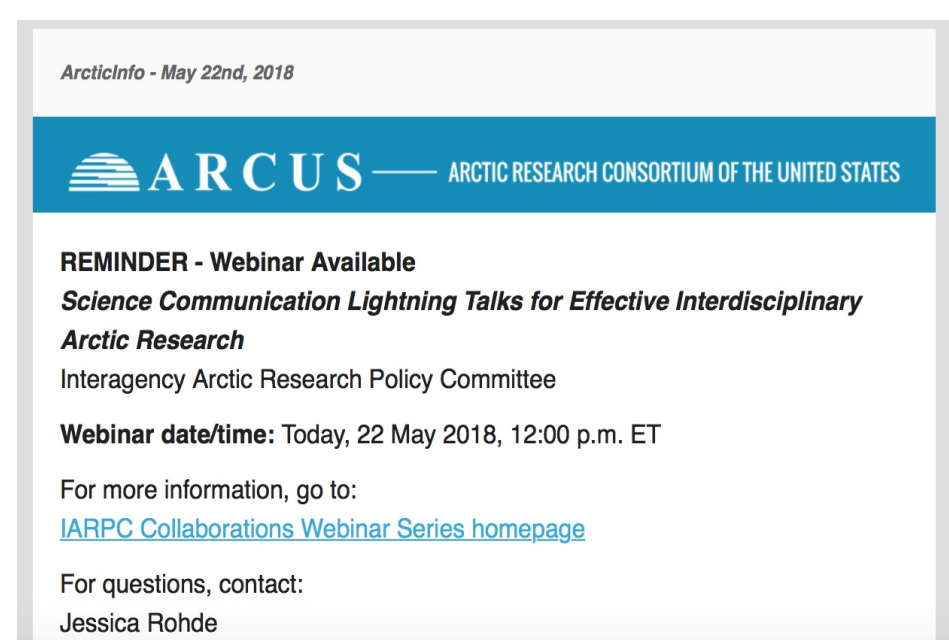 ArcticInfo - May 22nd, 2018
ARCUS ARCTIC RESEARCH CONSORTIUM OF THE UNITED STATES
REMINDER - Webinar Available
Science Communication Lightning Talks for Effective Interdisciplinary
Arctic Research
Interagency Arctic Research Policy Committee
Webinar date/time: Today, 22 May 2018, 12:00 p.m. ET
For more information, go to:
IARPC Collaborations Webinar Series homepage
For questions, contact:
Jessica Rohde